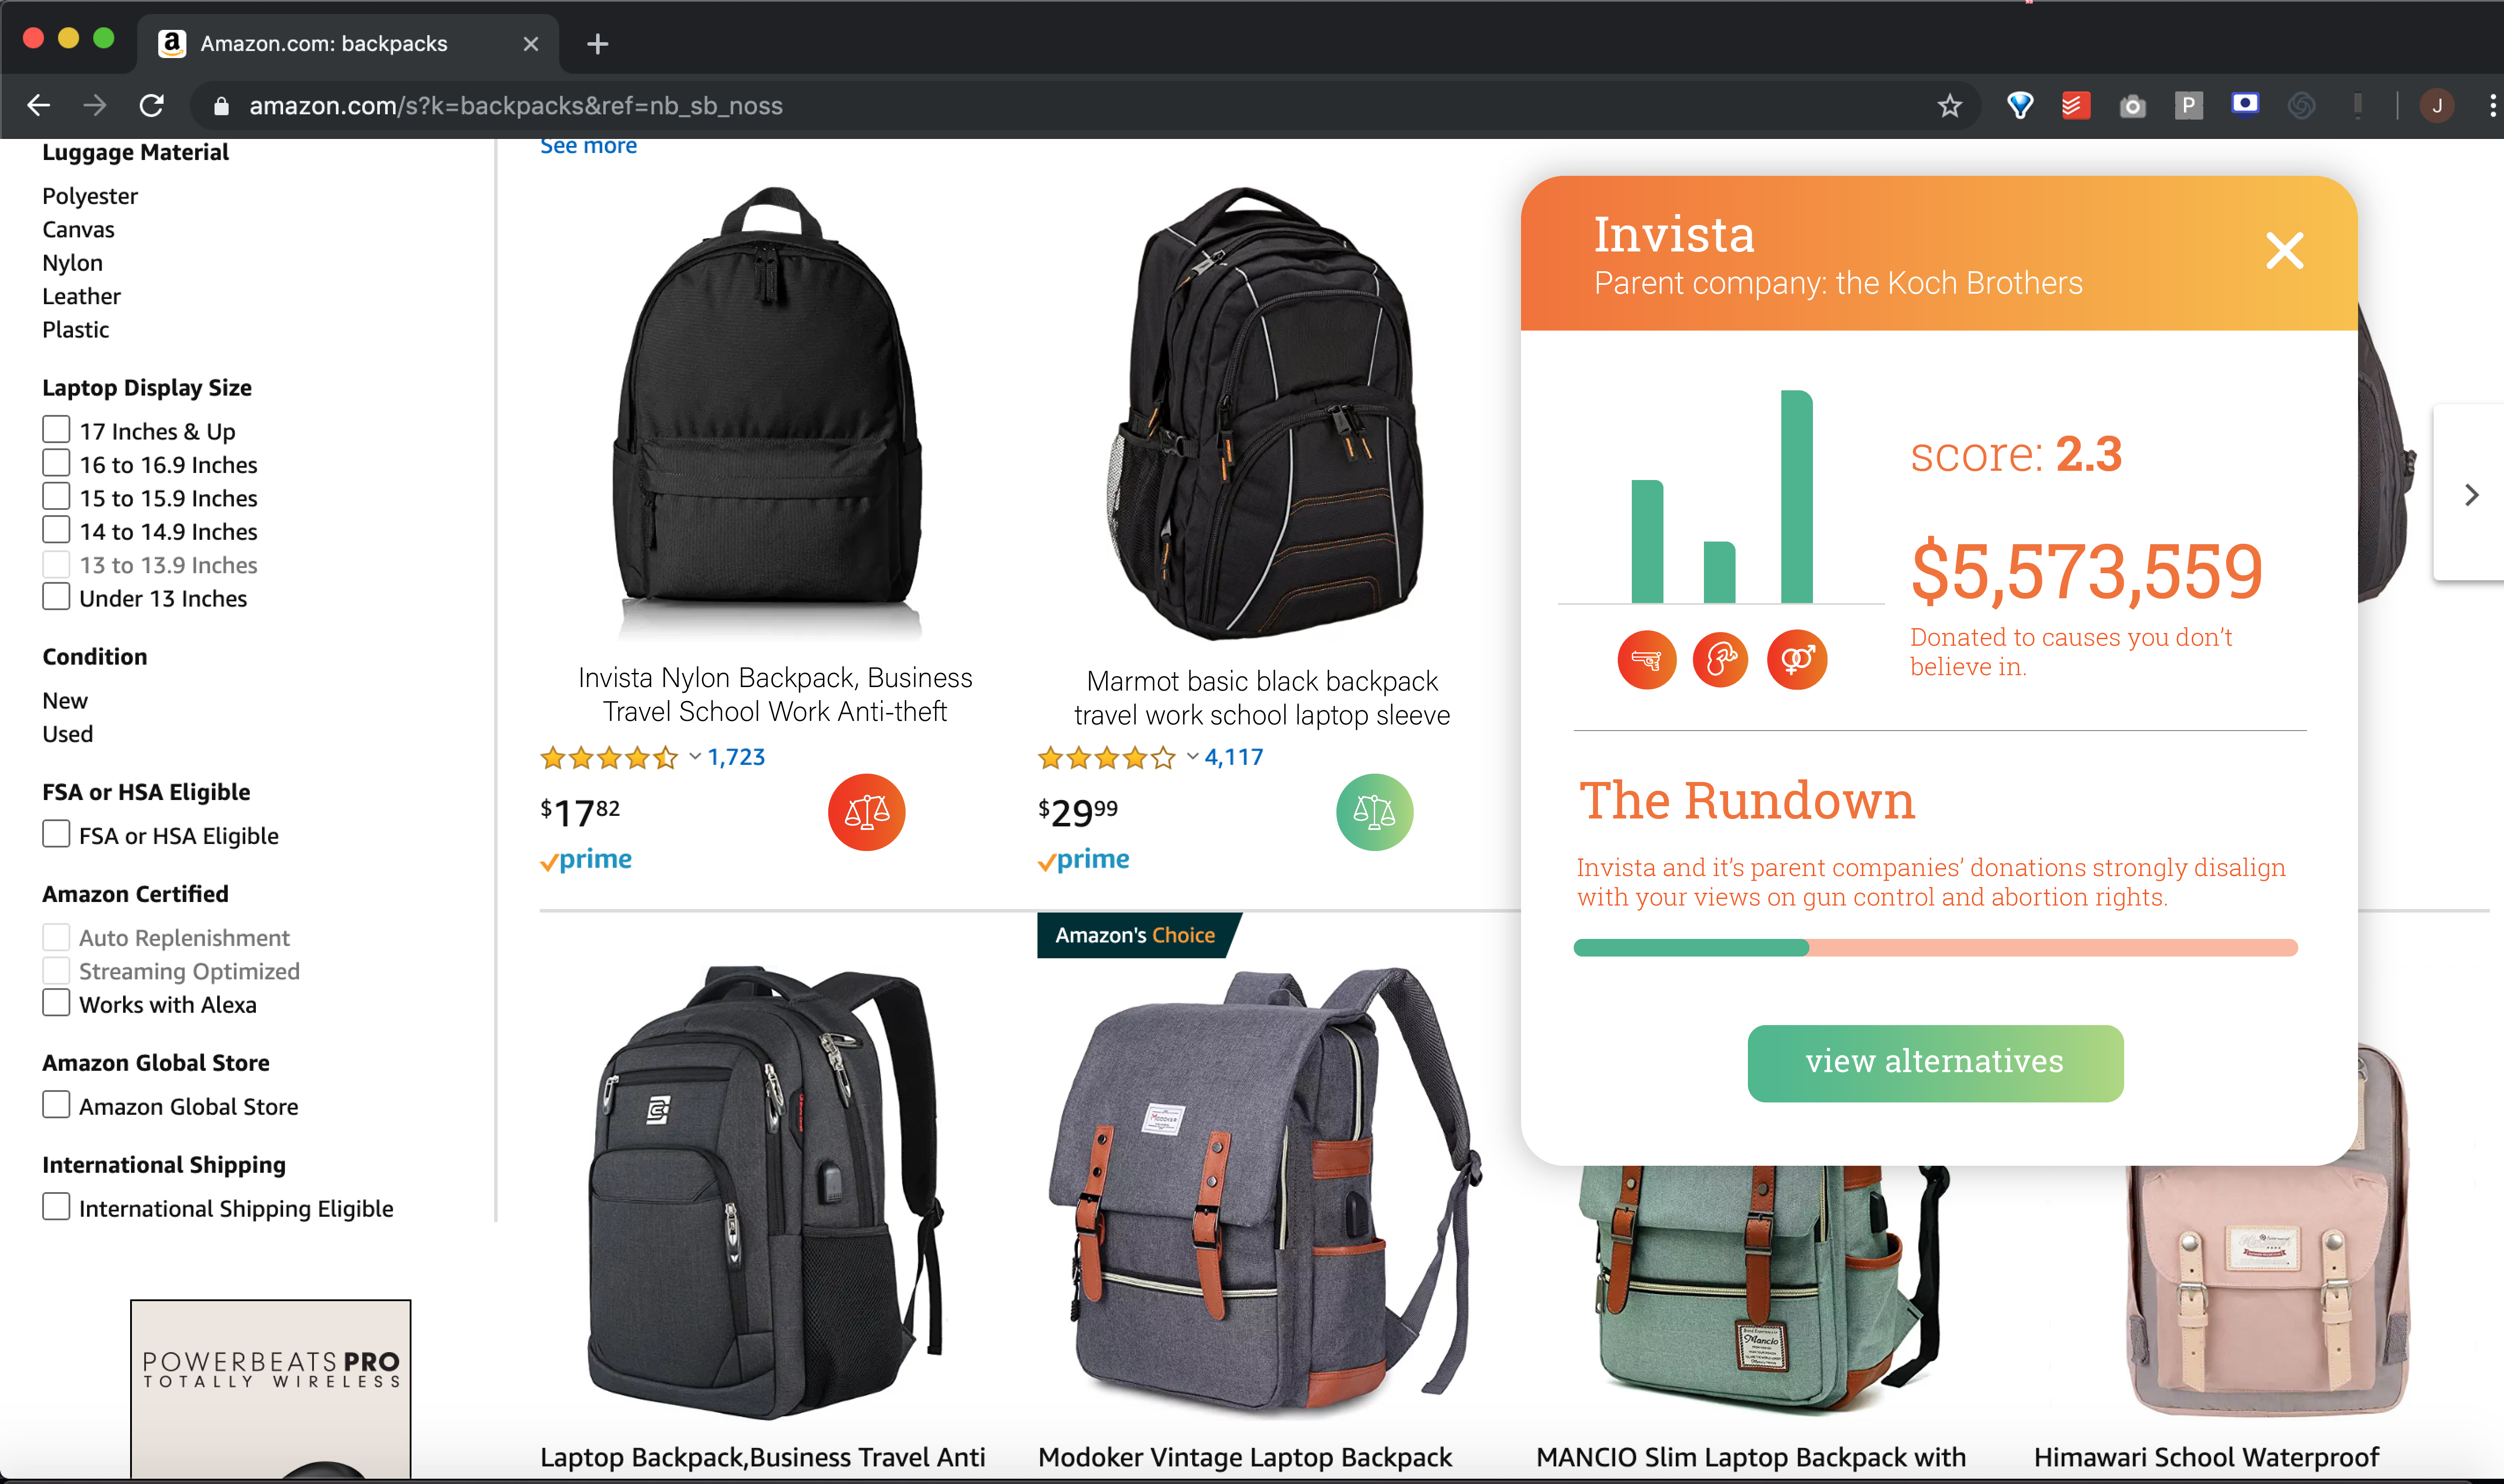 Amazon.com: backpacks
amazon.com/s?k=backpacks&ref=nb_sb_noss
P
J
Luggage Material
Polyester
Canvas
Nylon
Leather
Plastic
Laptop Display Size
17 Inches & Up
16 to 16.9 Inches
15 to 15.9 Inches
14 to 14.9 Inches
13 to 13.9 Inches
Under 13 Inches
Condition
New
Used
FSA or HSA Eligible
FSA or HSA Eligible
Amazon Certified
Auto Replenishment
Streaming Optimized
Works with Alexa
Amazon Global Store
Amazon Global Store
International Shipping
International Shipping Eligible
POWERBEATS PRO
TOTALLY WIRELESS
See more
Invista Nylon Backpack, Business
Travel School Work Anti-theft
1,723
$17 82
prime
Marmot basic black backpack
travel work school laptop sleeve
4,117
$29 99
prime
Invista
Parent company: the Koch Brothers
score: 2.3
$5,573,559
Donated to causes you don't
believe in.
The Rundown
Invista and it's parent companies' donations strongly disalign
with your views on gun control and abortion rights.
view alternatives
Amazon's Choice
MODOKER
Mancio
Laptop Backpack,Business Travel Anti
Modoker Vintage Laptop Backpack
MANCIO Slim Laptop Backpack with
Himawari School Waterproof